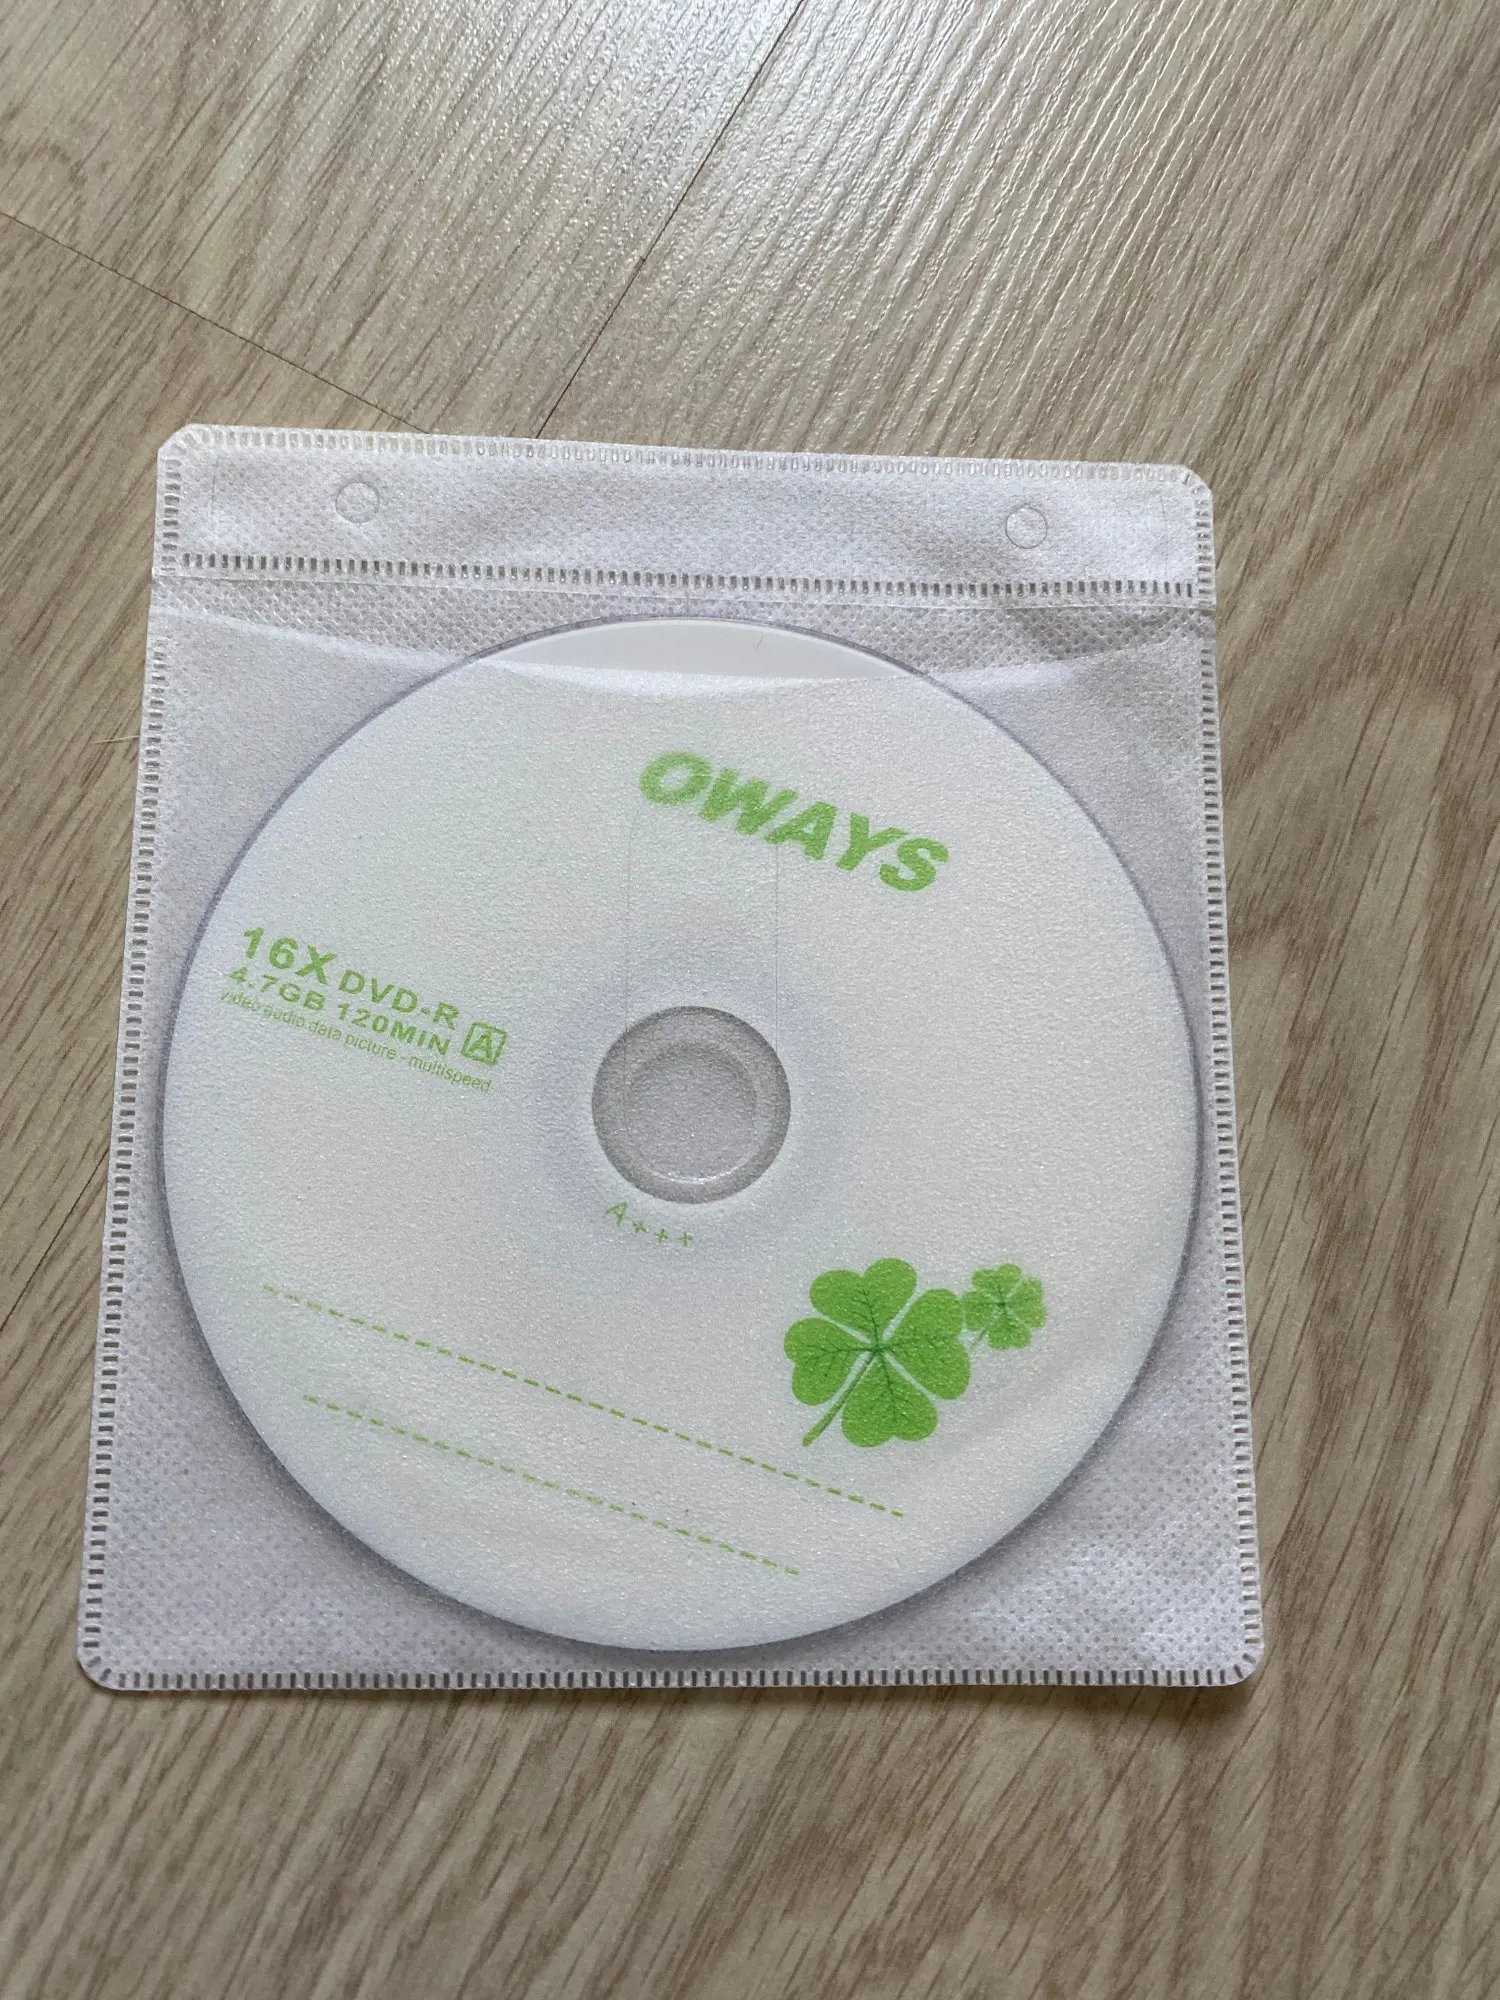 OWAYS
16X DVD-R
4.7GB 120MIN A
video audio data picture - multispeed
A+++